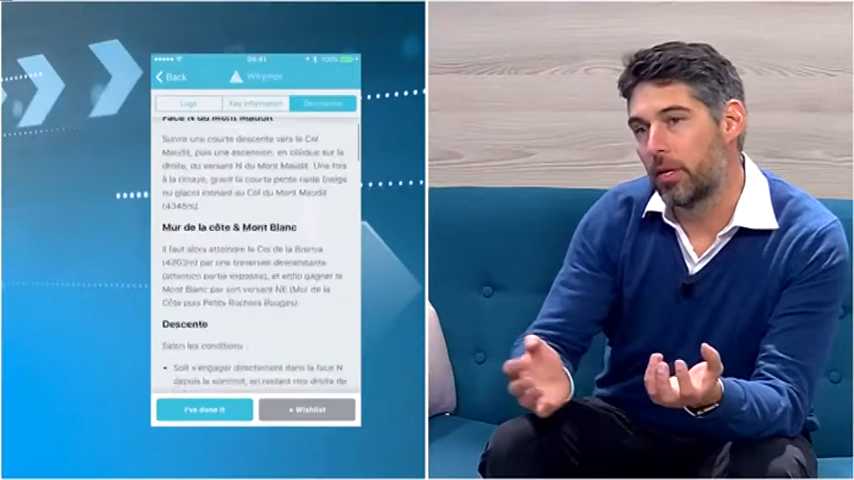 09:41
100%
Back
Whympr
Logs
Key Information
Description
Face N du Mont Maudit
Suivre une courte descente vers le Col
Maudit, puis une ascension, en oblique sur la
droite, du versant N du Mont Maudit. Une fois
à la rimaye, gravir la courte pente raide (neige
ou glace) menant au Col du Mont Maudit
(4345m).
Mur de la côte & Mont Blanc
Il faut alors atteindre le Col de la Brenva
(4303m) par une traversée descendante
(attention partie exposée), et enfin gagner le
Mont Blanc par son versant NE (Mur de la
Côte puis Petits Rochers Rouges).
Descente
Selon les conditions :
• Soit s'engager directement dans la face N
depuis le sommet, en restant rive droite de
I've done it
+ Wishlist